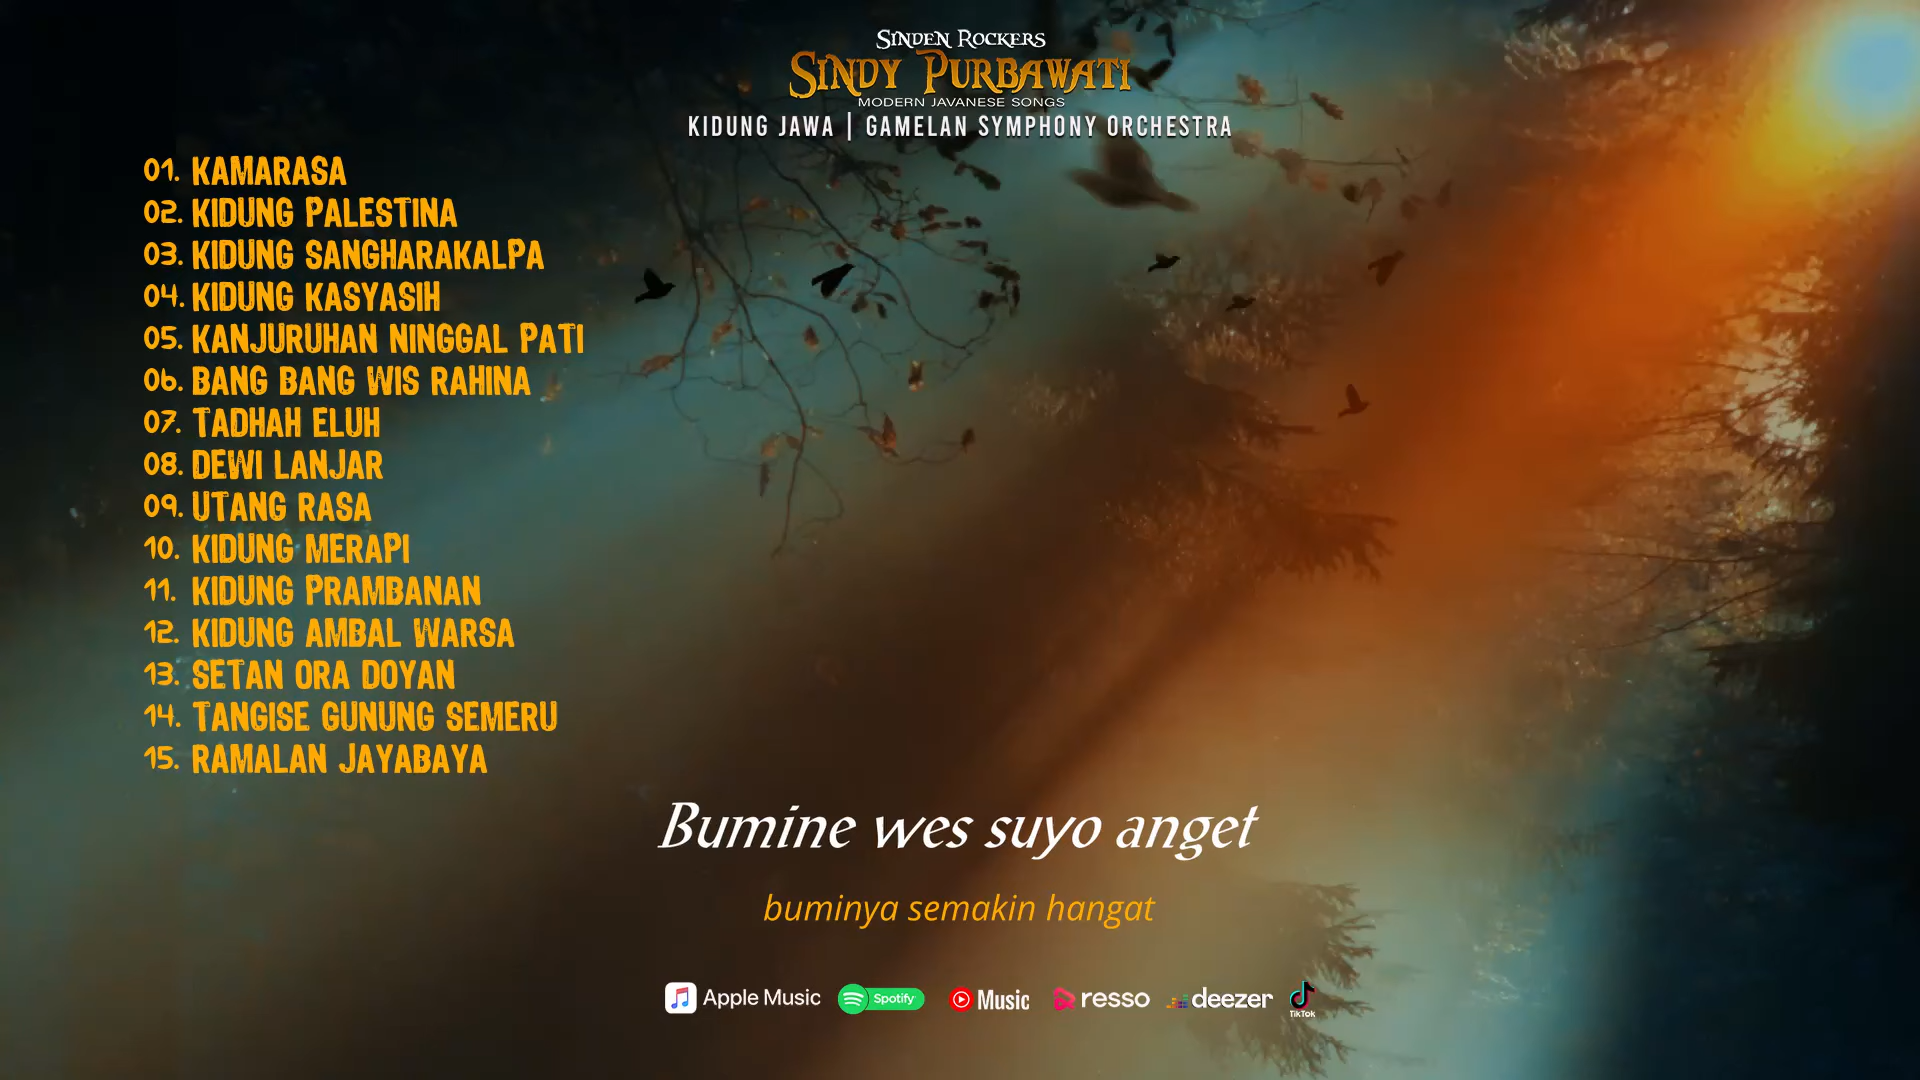 SINDEN ROCKERS
SINDY PURBAWATI
MODERN JAVANESE SONGS
KIDUNG JAWA | GAMELAN SYMPHONY ORCHESTRA
01. KAMARASA
02. KIDUNG PALESTINA
03. KIDUNG SANGHARAKALPA
04. KIDUNG KASYASIH
05. KANJURUHAN NINGGAL PATI
06. BANG BANG WIS RAHINA
07. TADHAH ELUH
08. DEWI LANJAR
09. UTANG RASA
10. KIDUNG MERAPI
11. KIDUNG PRAMBANAN
12. KIDUNG AMBAL WARSA
13. SETAN ORA DOYAN
14. TANGISE GUNUNG SEMERU
15. RAMALAN JAYABAYA
Bumine wes suyo anget
buminya semakin hangat
Apple Music Spotify Music resso deezer TikTok